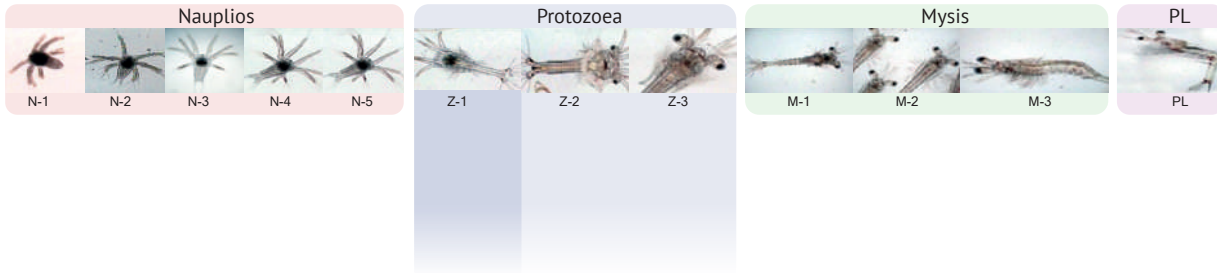 Nauplios Protozoea Mysis PL
N-1 N-2 N-3 N-4 N-5 Z-1 Z-2 Z-3 M-1 M-2 M-3 PL